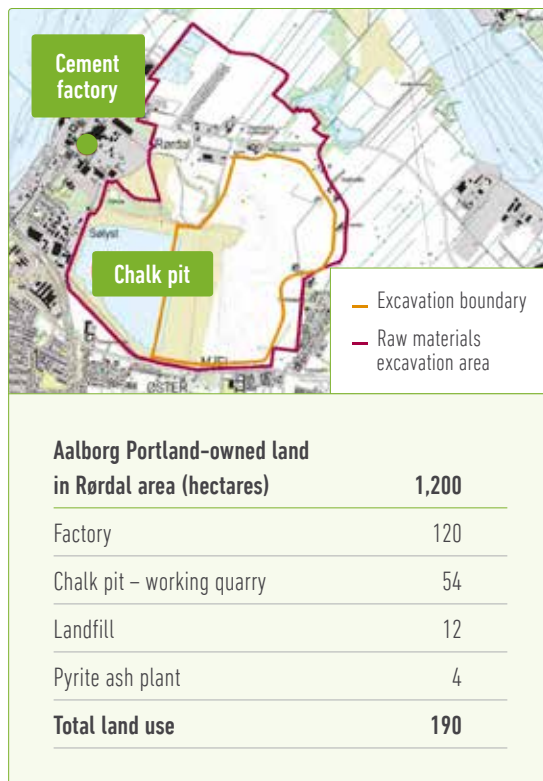 Cement
factory
Rørdal
Sølyst
Chalk pit
Excavation boundary
Raw materials
excavation area
ØSTER
Aalborg Portland-owned land
in Rørdal area (hectares) 1,200
Factory 120
Chalk pit – working quarry 54
Landfill 12
Pyrite ash plant 4
Total land use 190